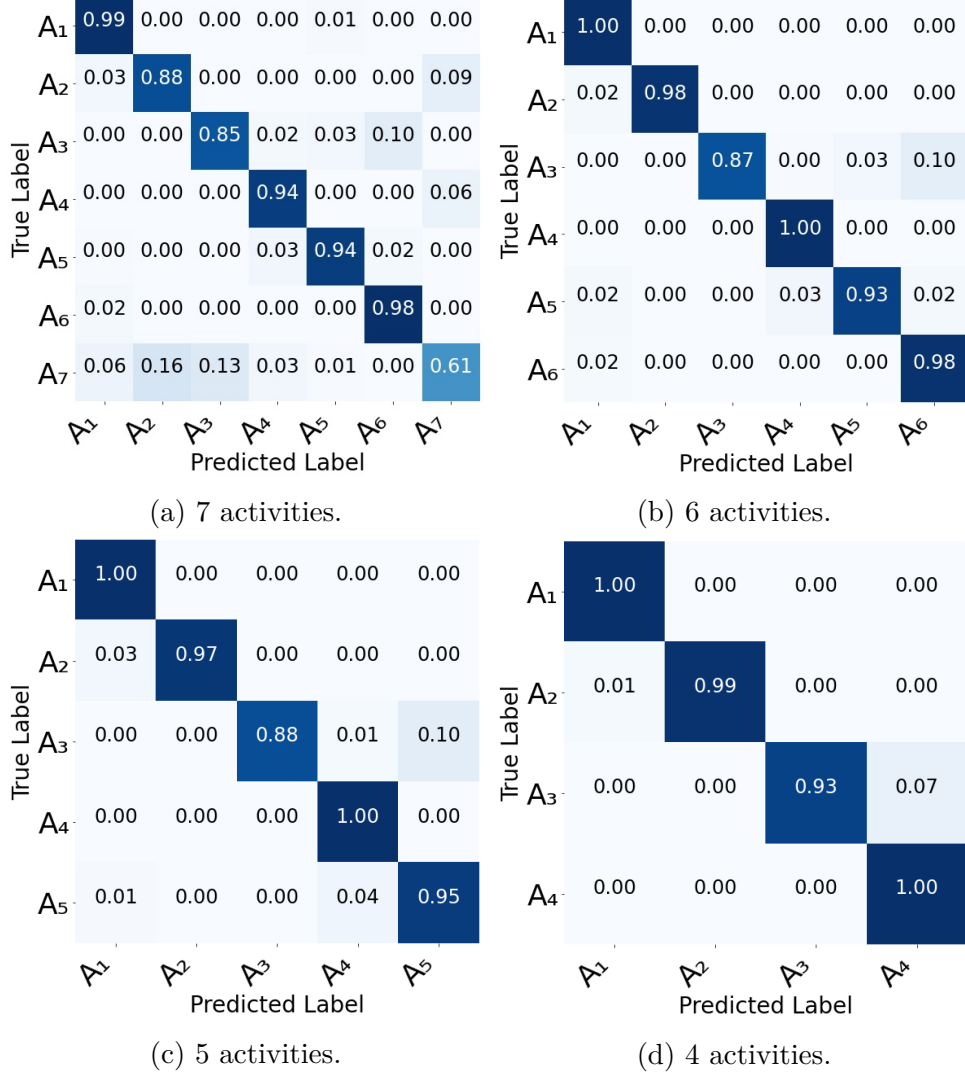 A₁ 0.99 0.00 0.00 0.00 0.01 0.00 0.00
A₂ 0.03 0.88 0.00 0.00 0.00 0.00 0.09
A₃ 0.00 0.00 0.85 0.02 0.03 0.10 0.00
A₄ 0.00 0.00 0.00 0.94 0.00 0.00 0.06
A₅ 0.00 0.00 0.00 0.03 0.94 0.02 0.00
A₆ 0.02 0.00 0.00 0.00 0.00 0.98 0.00
A₇ 0.06 0.16 0.13 0.03 0.01 0.00 0.61
True Label
A₁ A₂ A₃ A₄ A₅ A₆ A₇
Predicted Label
(a) 7 activities.
A₁ 1.00 0.00 0.00 0.00 0.00 0.00
A₂ 0.02 0.98 0.00 0.00 0.00 0.00
A₃ 0.00 0.00 0.87 0.00 0.03 0.10
A₄ 0.00 0.00 0.00 1.00 0.00 0.00
A₅ 0.02 0.00 0.00 0.03 0.93 0.02
A₆ 0.02 0.00 0.00 0.00 0.00 0.98
True Label
A₁ A₂ A₃ A₄ A₅ A₆
Predicted Label
(b) 6 activities.
A₁ 1.00 0.00 0.00 0.00 0.00
A₂ 0.03 0.97 0.00 0.00 0.00
A₃ 0.00 0.00 0.88 0.01 0.10
A₄ 0.00 0.00 0.00 1.00 0.00
A₅ 0.01 0.00 0.00 0.04 0.95
True Label
A₁ A₂ A₃ A₄ A₅
Predicted Label
(c) 5 activities.
A₁ 1.00 0.00 0.00 0.00
A₂ 0.01 0.99 0.00 0.00
A₃ 0.00 0.00 0.93 0.07
A₄ 0.00 0.00 0.00 1.00
True Label
A₁ A₂ A₃ A₄
Predicted Label
(d) 4 activities.